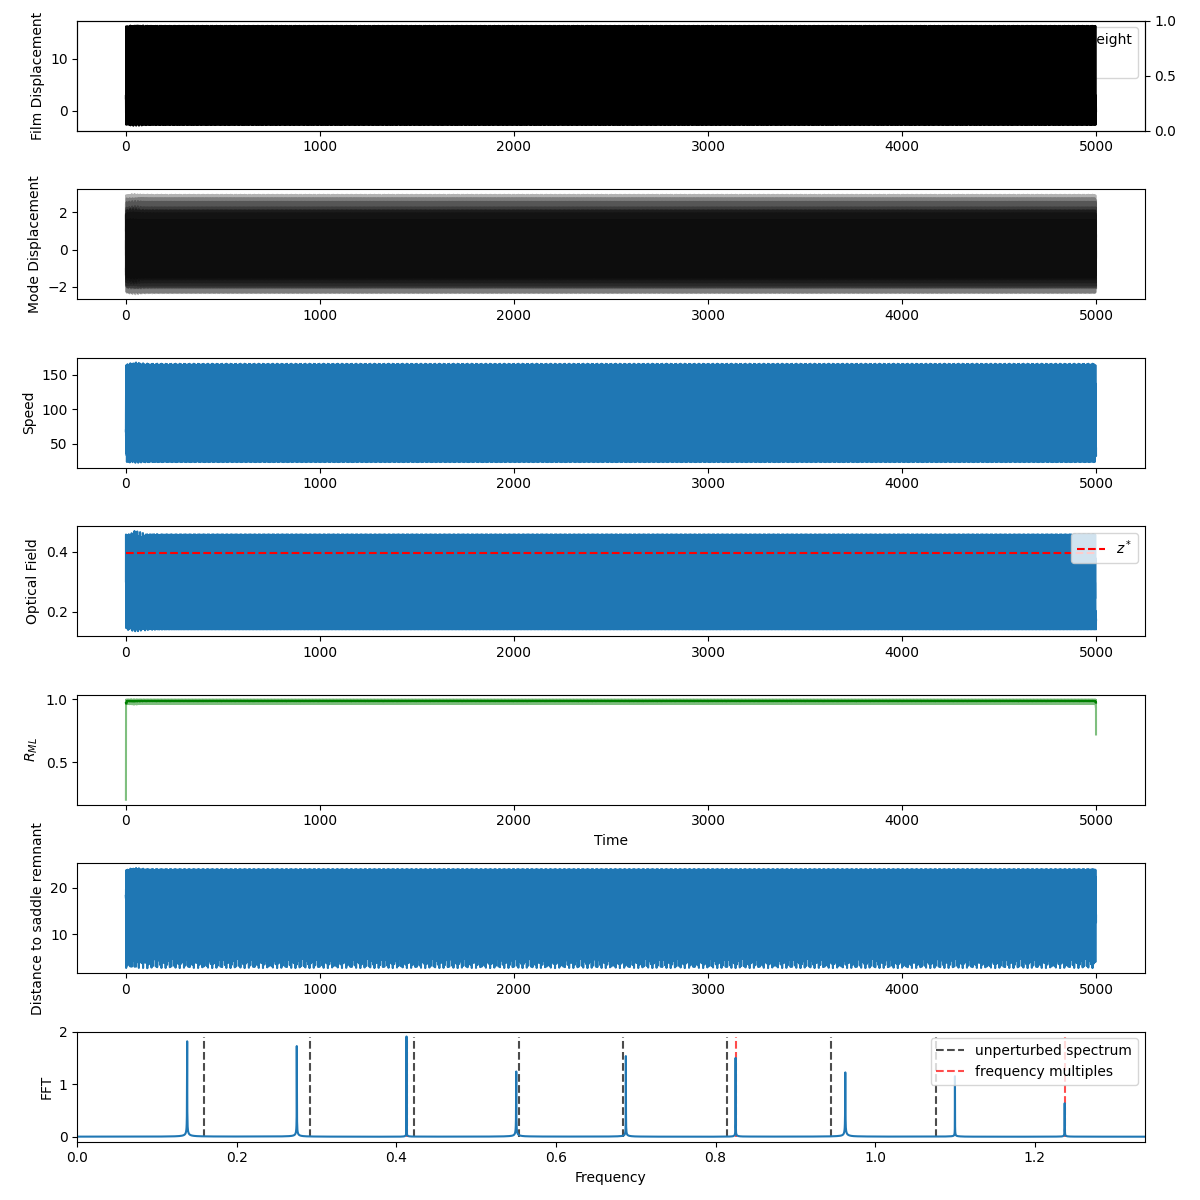 Film Displacement
10
0
eight
1.0
0.5
0.0
0 1000 2000 3000 4000 5000
Mode Displacement
2
0
−2
0 1000 2000 3000 4000 5000
Speed
150
100
50
0 1000 2000 3000 4000 5000
Optical Field
0.4
0.2
z*
0 1000 2000 3000 4000 5000
R_ML
1.0
0.5
0 1000 2000 3000 4000 5000
Time
Distance to saddle remnant
20
10
0 1000 2000 3000 4000 5000
FFT
2
1
0
unperturbed spectrum
frequency multiples
0.0 0.2 0.4 0.6 0.8 1.0 1.2
Frequency